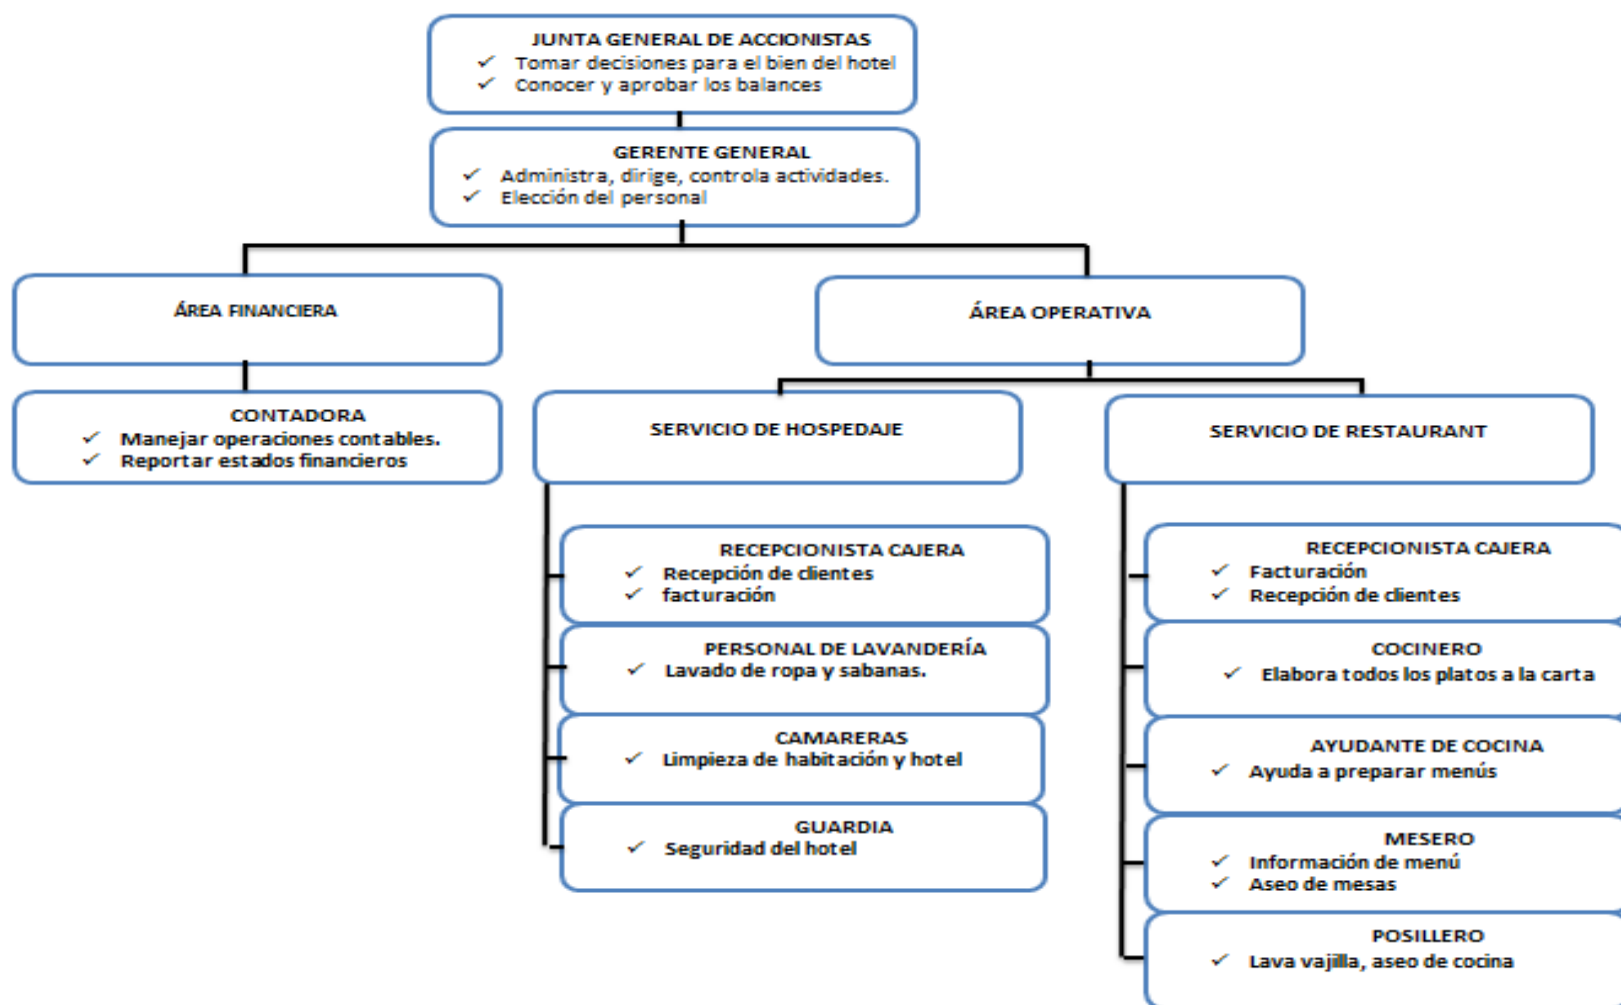 JUNTA GENERAL DE ACCIONISTAS
✓ Tomar decisiones para el bien del hotel
✓ Conocer y aprobar los balances
GERENTE GENERAL
✓ Administra, dirige, controla actividades.
✓ Elección del personal
ÁREA FINANCIERA
ÁREA OPERATIVA
CONTADORA
✓ Manejar operaciones contables.
✓ Reportar estados financieros
SERVICIO DE HOSPEDAJE
SERVICIO DE RESTAURANT
RECEPCIONISTA CAJERA
✓ Recepción de clientes
✓ facturación
PERSONAL DE LAVANDERÍA
✓ Lavado de ropa y sabanas.
CAMARERAS
✓ Limpieza de habitación y hotel
GUARDIA
✓ Seguridad del hotel
RECEPCIONISTA CAJERA
✓ Facturación
✓ Recepción de clientes
COCINERO
✓ Elabora todos los platos a la carta
AYUDANTE DE COCINA
✓ Ayuda a preparar menús
MESERO
✓ Información de menú
✓ Aseo de mesas
POSILLERO
✓ Lava vajilla, aseo de cocina